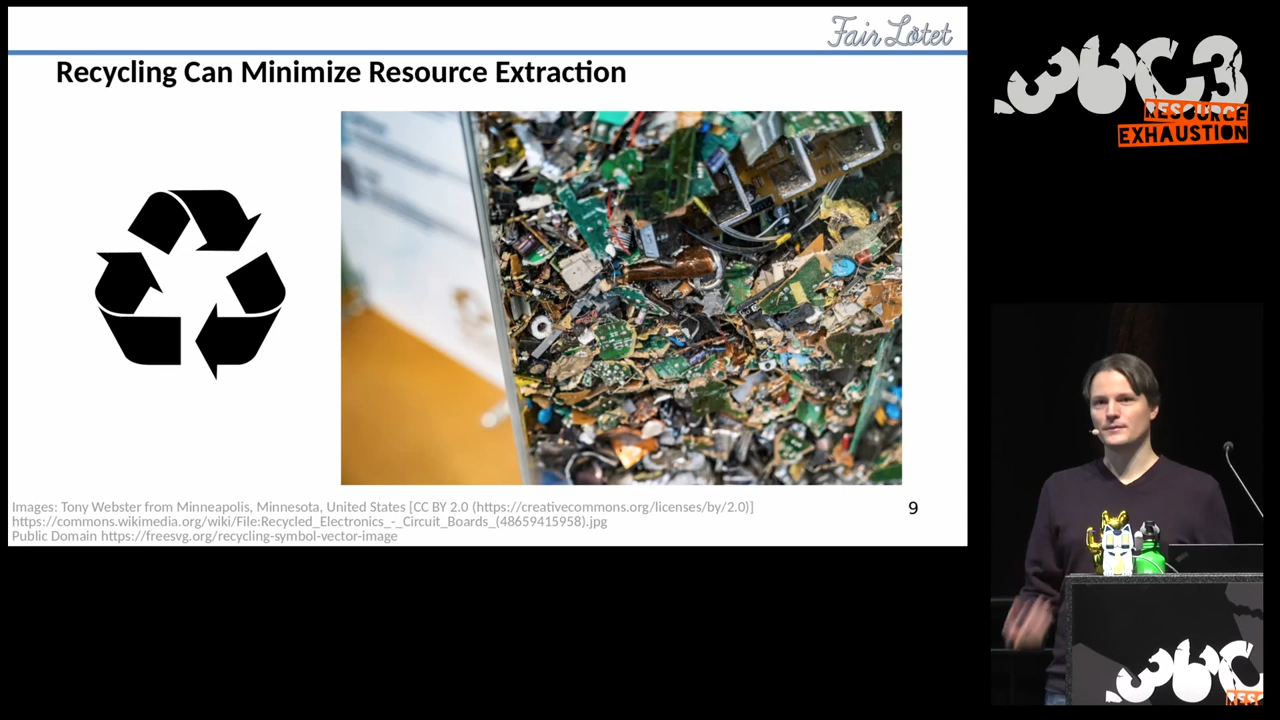 Fair Lötet
Recycling Can Minimize Resource Extraction
Images: Tony Webster from Minneapolis, Minnesota, United States [CC BY 2.0 (https://creativecommons.org/licenses/by/2.0)]
https://commons.wikimedia.org/wiki/File:Recycled_Electronics_-_Circuit_Boards_(48659415958).jpg
Public Domain https://freesvg.org/recycling-symbol-vector-image
9
36C3
RESOURCE
EXHAUSTION
36C
RESO